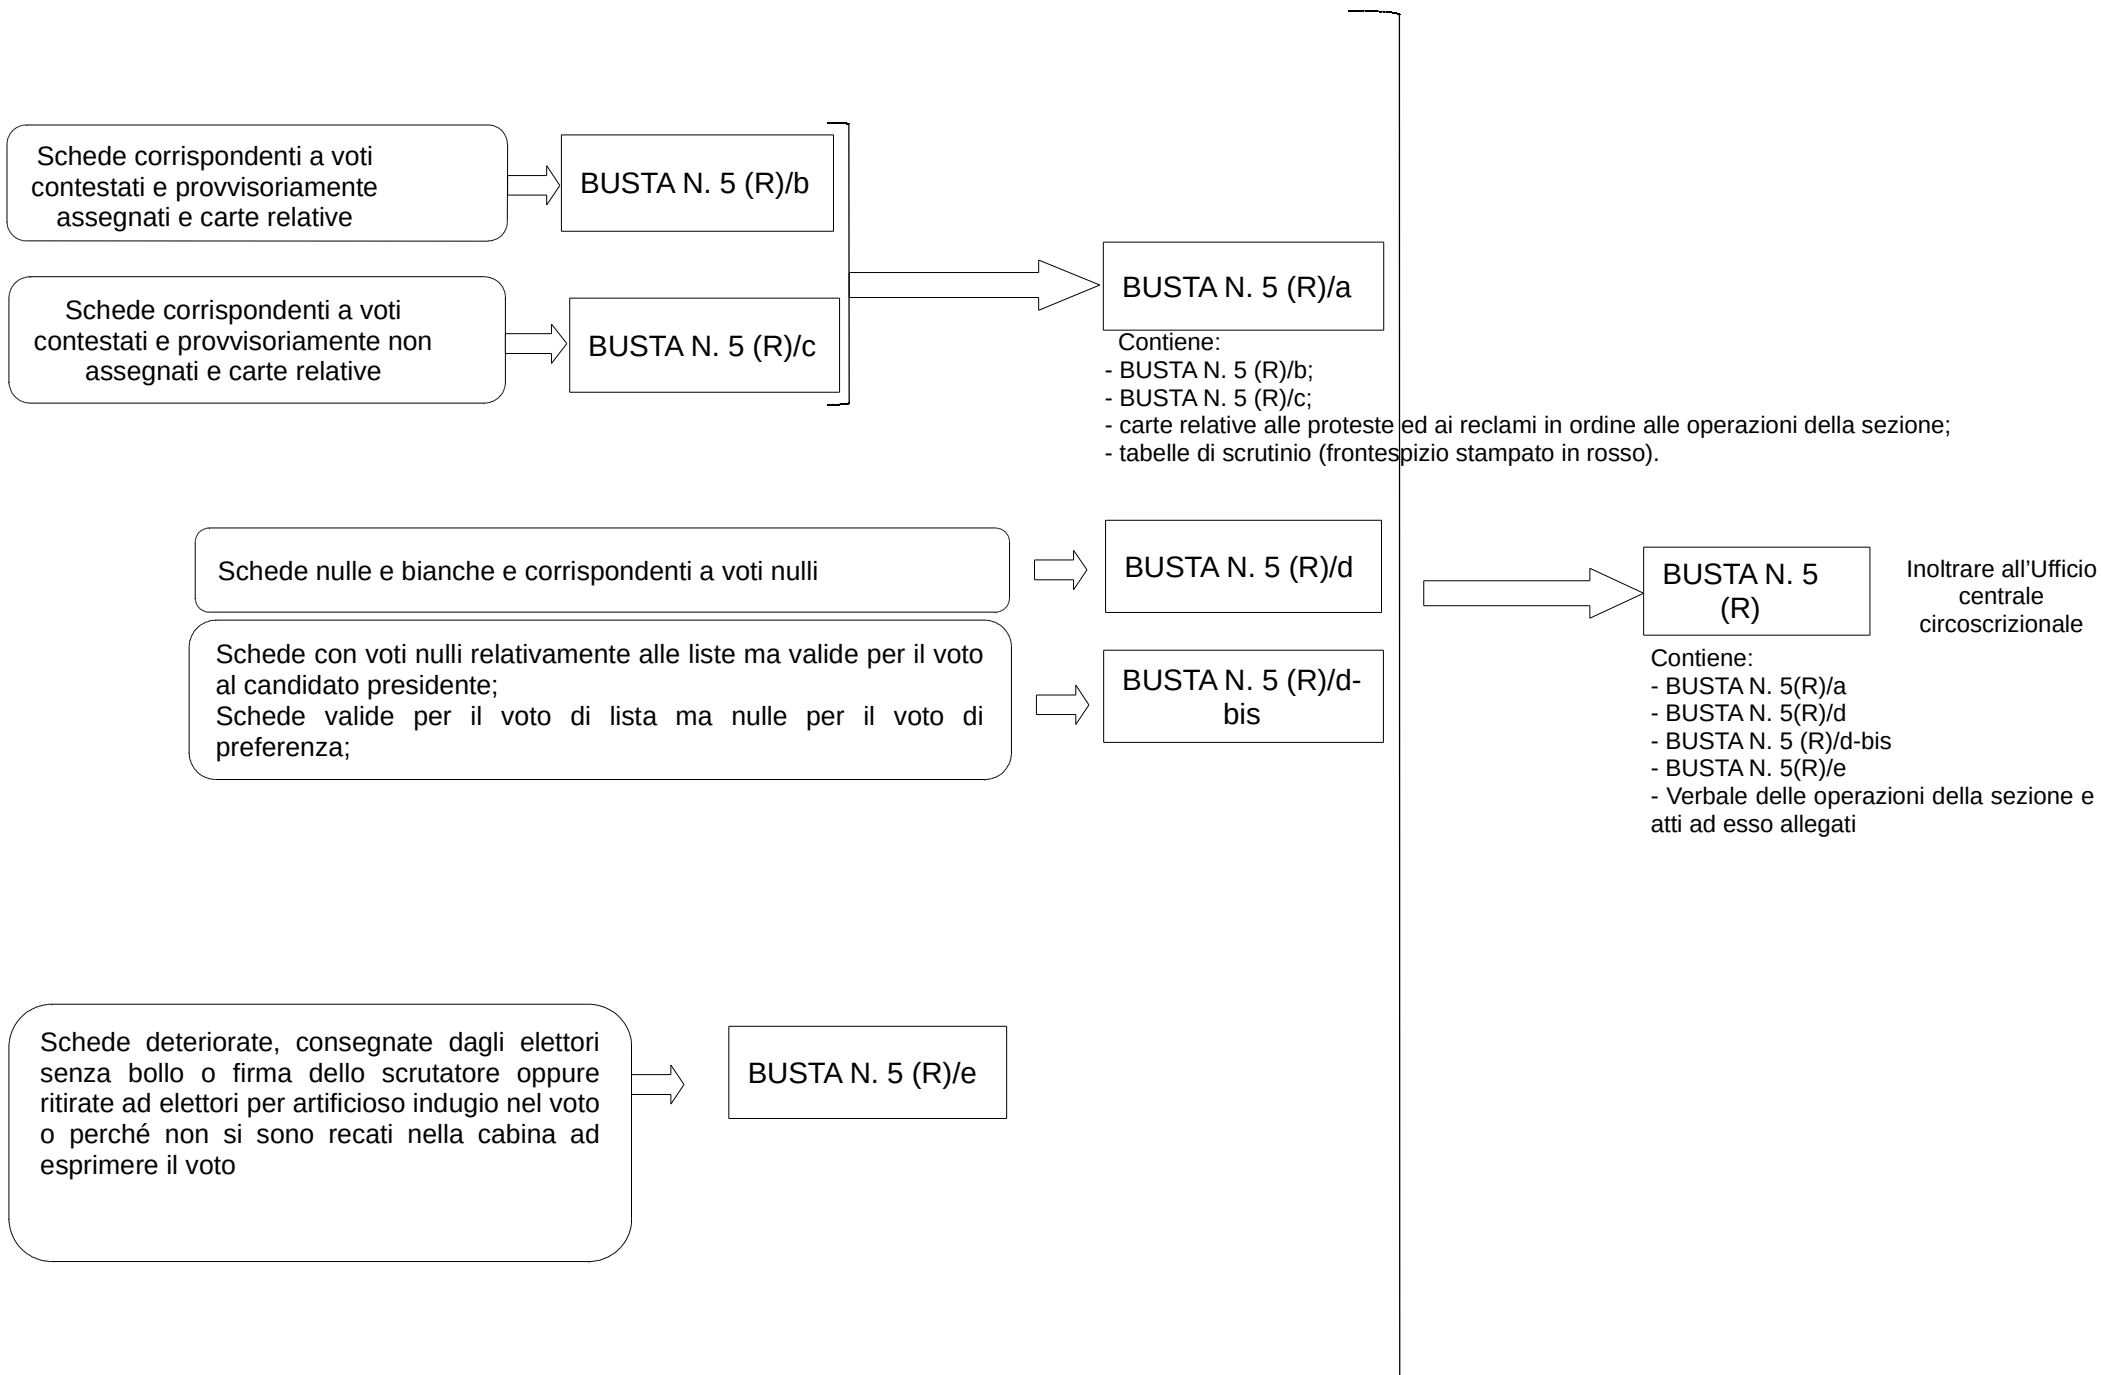 Schede corrispondenti a voti
contestati e provvisoriamente
assegnati e carte relative
BUSTA N. 5 (R)/b
Schede corrispondenti a voti
contestati e provvisoriamente non
assegnati e carte relative
BUSTA N. 5 (R)/c
BUSTA N. 5 (R)/a
Contiene:
- BUSTA N. 5 (R)/b;
- BUSTA N. 5 (R)/c;
- carte relative alle proteste ed ai reclami in ordine alle operazioni della sezione;
- tabelle di scrutinio (frontespizio stampato in rosso).
Schede nulle e bianche e corrispondenti a voti nulli
BUSTA N. 5 (R)/d
Schede con voti nulli relativamente alle liste ma valide per il voto
al candidato presidente;
Schede valide per il voto di lista ma nulle per il voto di
preferenza;
BUSTA N. 5 (R)/d-
bis
BUSTA N. 5
(R)
Inoltrare all’Ufficio
centrale
circoscrizionale
Contiene:
- BUSTA N. 5(R)/a
- BUSTA N. 5(R)/d
- BUSTA N. 5 (R)/d-bis
- BUSTA N. 5(R)/e
- Verbale delle operazioni della sezione e
atti ad esso allegati
Schede deteriorate, consegnate dagli elettori
senza bollo o firma dello scrutatore oppure
ritirate ad elettori per artificioso indugio nel voto
o perché non si sono recati nella cabina ad
esprimere il voto
BUSTA N. 5 (R)/e